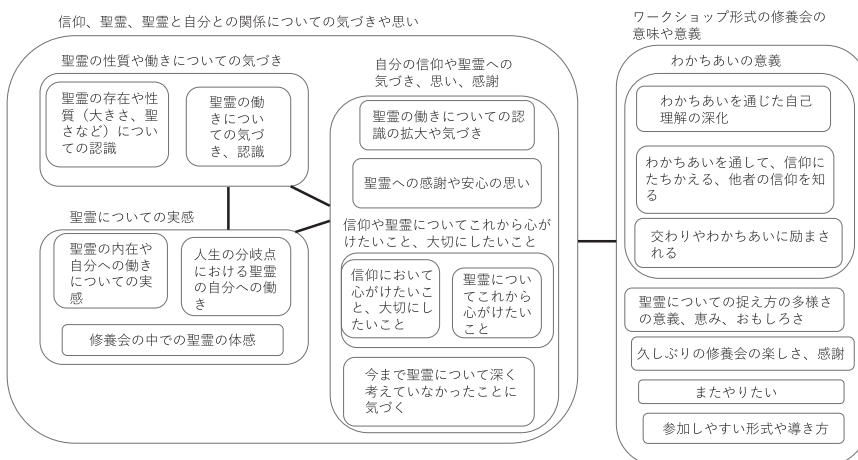 信仰、聖霊、聖霊と自分との関係についての気づきや思い
聖霊の性質や働きについての気づき
聖霊の存在や性
質（大きさ、聖
さなど）につい
ての認識
聖霊の働
きについ
ての気づ
き、認識
聖霊についての実感
聖霊の内在や
自分への働き
についての実
感
人生の分岐点
における聖霊
の自分への働
き
修養会の中での聖霊の体感
自分の信仰や聖霊への
気づき、思い、感謝
聖霊の働きについての認
識の拡大や気づき
聖霊への感謝や安心の思い
信仰や聖霊についてこれから心が
けたいこと、大切にしたいこと
信仰において
心がけたいこ
と、大切にし
たいこと
聖霊につい
てこれから
心がけたい
こと
今まで聖霊について深く
考えていなかったことに
気づく
ワークショップ形式の修養会の
意味や意義
わかちあいの意義
わかちあいを通じた自己
理解の深化
わかちあいを通して、信仰に
たちかえる、他者の信仰を知
る
交わりやわかちあいに励まさ
れる
聖霊についての捉え方の多様さ
の意義、恵み、おもしろさ
久しぶりの修養会の楽しさ、感謝
またやりたい
参加しやすい形式や導き方